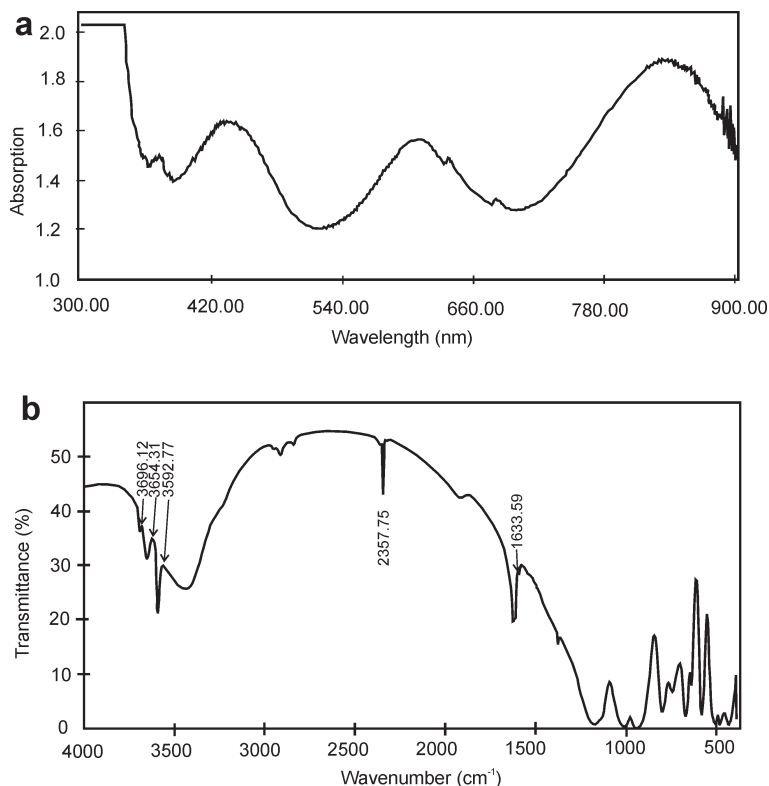 a
2.0
1.8
1.6
1.4
1.2
1.0
Absorption
300.00 420.00 540.00 660.00 780.00 900.00
Wavelength (nm)
b
50
40
30
20
10
0
Transmittance (%)
3696.12
3654.31
3592.77
2357.75
1633.59
4000 3500 3000 2500 2000 1500 1000 500
Wavenumber (cm⁻¹)